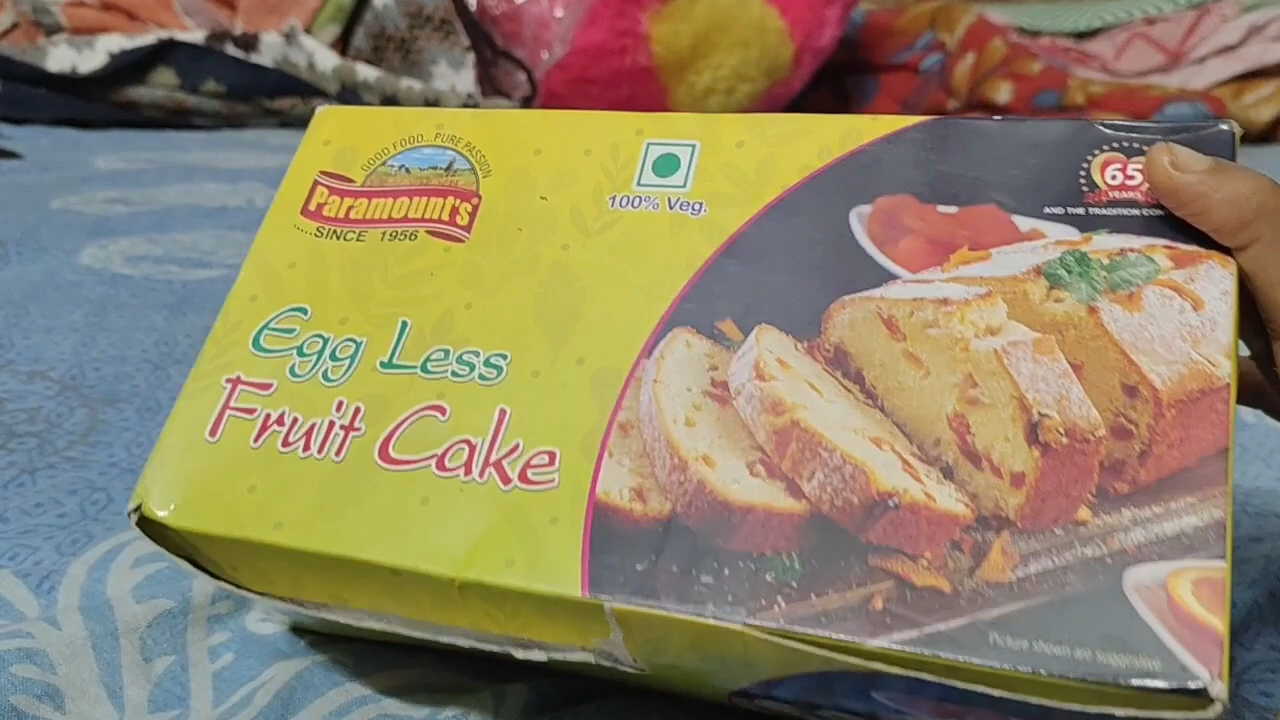 GOOD FOOD...PURE PASSION
Paramount's®
.....SINCE 1956
100% Veg.
65
YEARS
AND THE TRADITION CON
Egg Less
Fruit Cake
Picture shown are suggestive